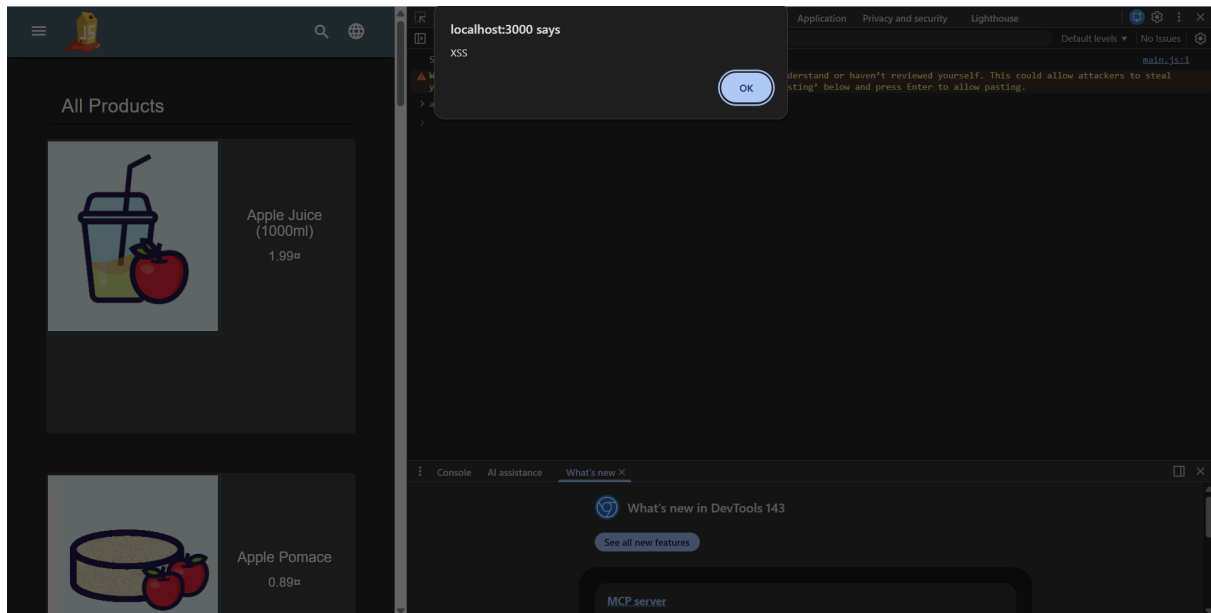 JS
All Products
Apple Juice
(1000ml)
1.99¤
Apple Pomace
0.89¤
localhost:3000 says
XSS
OK
Application Privacy and security Lighthouse
Default levels ▼ No Issues
S
main.js:1
W
derstand or haven't reviewed yourself. This could allow attackers to steal
y
sting' below and press Enter to allow pasting.
> a
>
Console AI assistance What's new ×
What's new in DevTools 143
See all new features
MCP server